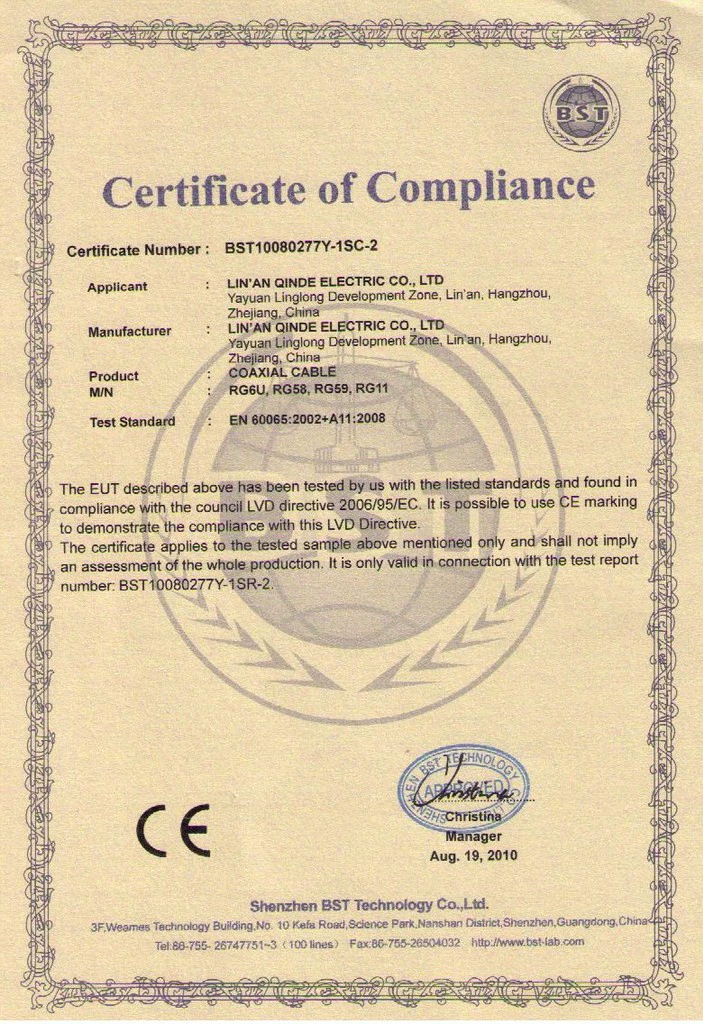 BST
Certificate of Compliance
Certificate Number : BST10080277Y-1SC-2
Applicant : LIN'AN QINDE ELECTRIC CO., LTD
Yayuan Linglong Development Zone, Lin'an, Hangzhou,
Zhejiang, China
Manufacturer : LIN'AN QINDE ELECTRIC CO., LTD
Yayuan Linglong Development Zone, Lin'an, Hangzhou,
Zhejiang, China
Product : COAXIAL CABLE
M/N : RG6U, RG58, RG59, RG11
Test Standard : EN 60065:2002+A11:2008
BST
The EUT described above has been tested by us with the listed standards and found in
compliance with the council LVD directive 2006/95/EC. It is possible to use CE marking
to demonstrate the compliance with this LVD Directive.
The certificate applies to the tested sample above mentioned only and shall not imply
an assessment of the whole production. It is only valid in connection with the test report
number: BST10080277Y-1SR-2.
SHENZHEN BST TECHNOLOGY CO., LTD
APPROVED
Christina
CE
Christina
Manager
Aug. 19, 2010
Shenzhen BST Technology Co.,Ltd.
3F,Weames Technology Building,No. 10 Kefa Road,Science Park,Nanshan District,Shenzhen,Guangdong,China
Tel:86-755- 26747751~3 (100 lines) Fax:86-755-26504032 http://www.bst-lab.com